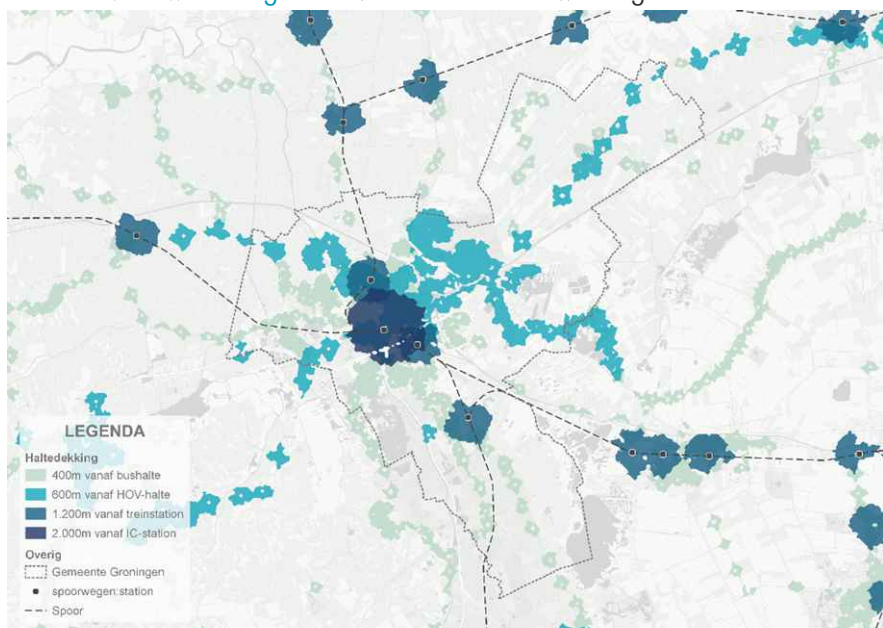 LEGENDA
Haltedekking
400m vanaf bushalte
600m vanaf HOV-halte
1.200m vanaf treinstation
2.000m vanaf IC-station
Overig
Gemeente Groningen
spoorwegen:station
Spoor